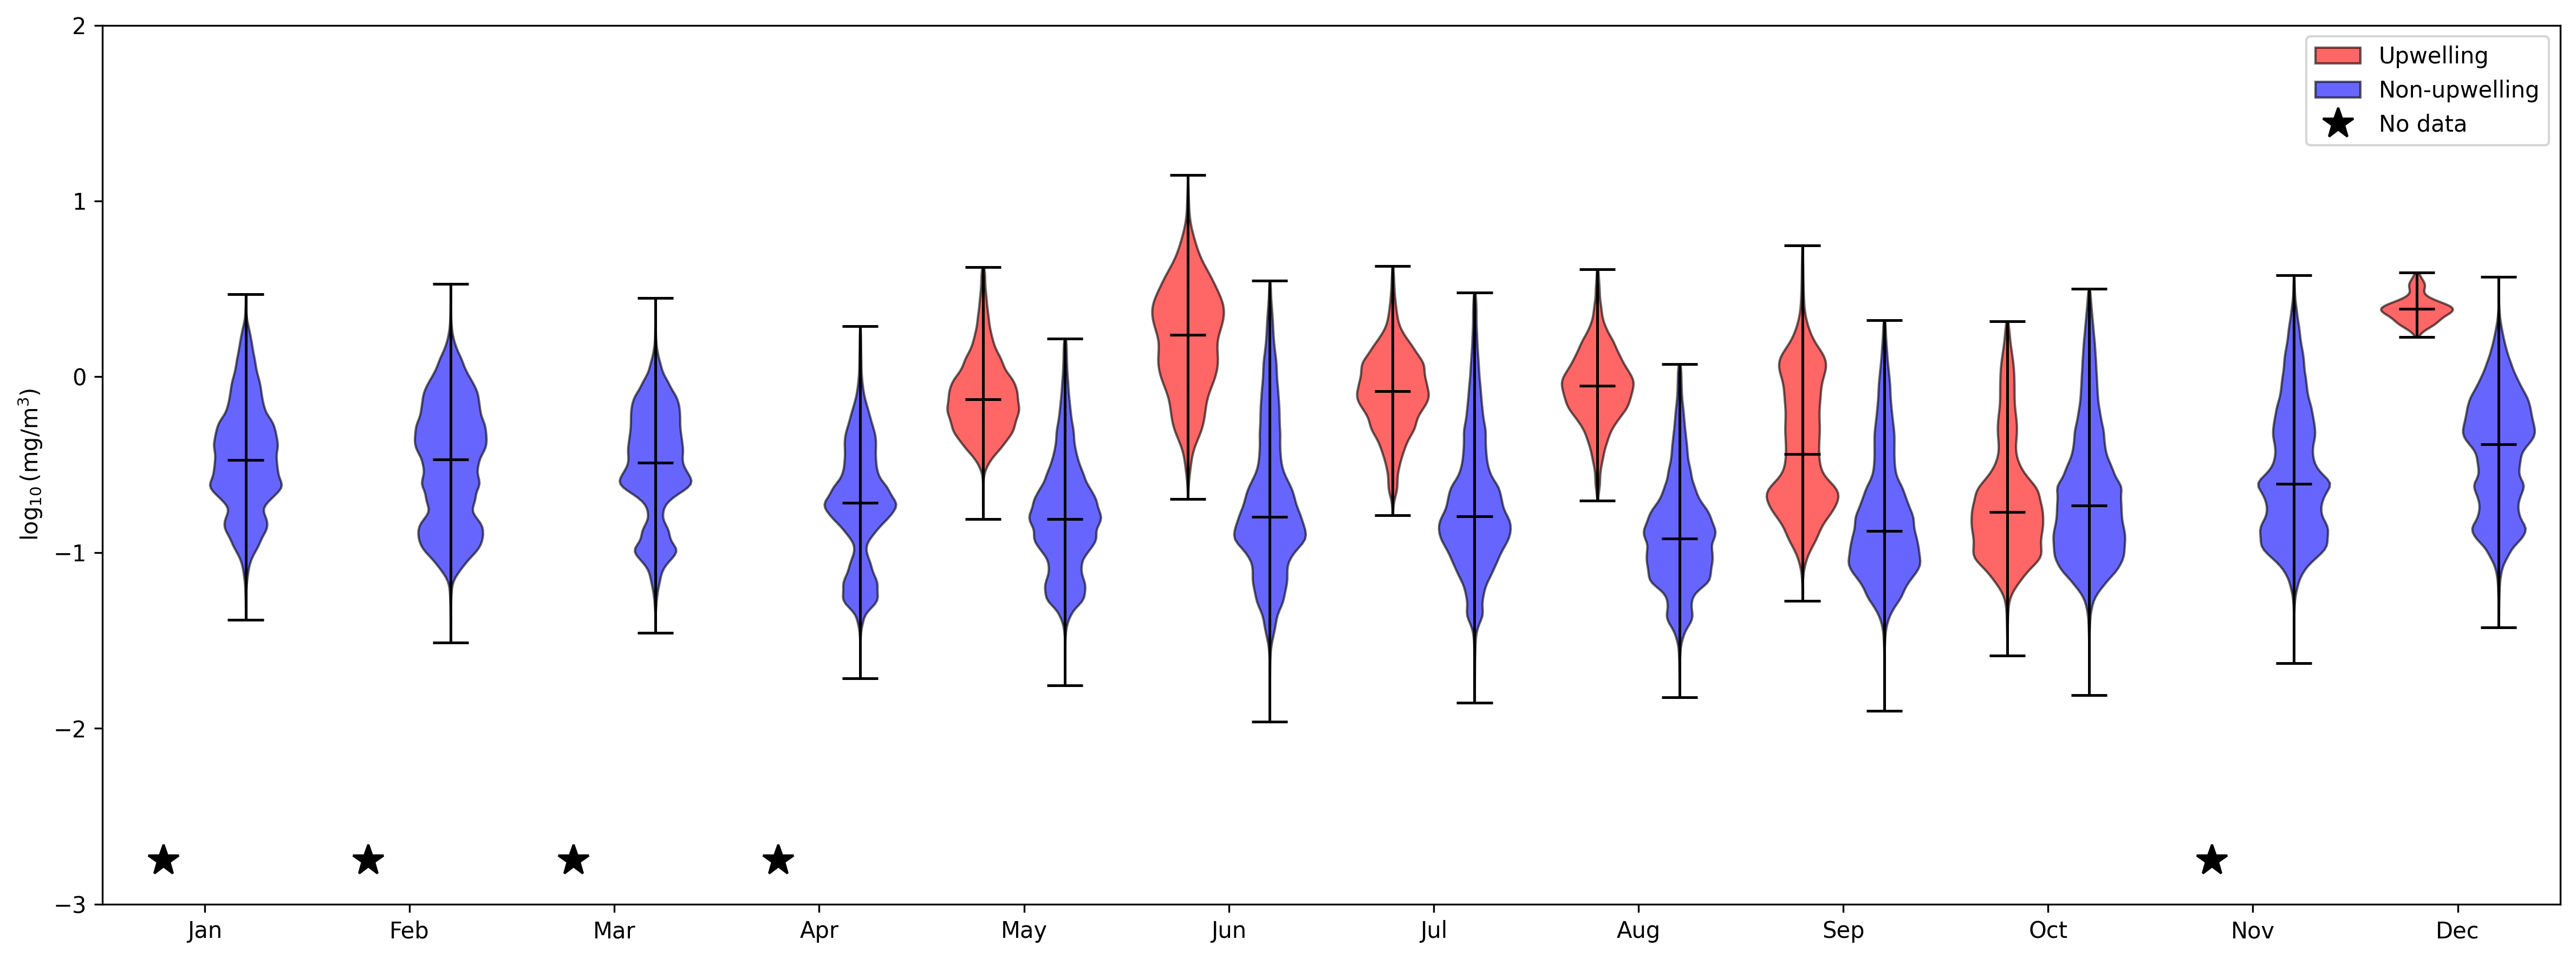 2
1
0
−1
−2
−3
log₁₀(mg/m³)
Upwelling
Non-upwelling
No data
Jan Feb Mar Apr May Jun Jul Aug Sep Oct Nov Dec